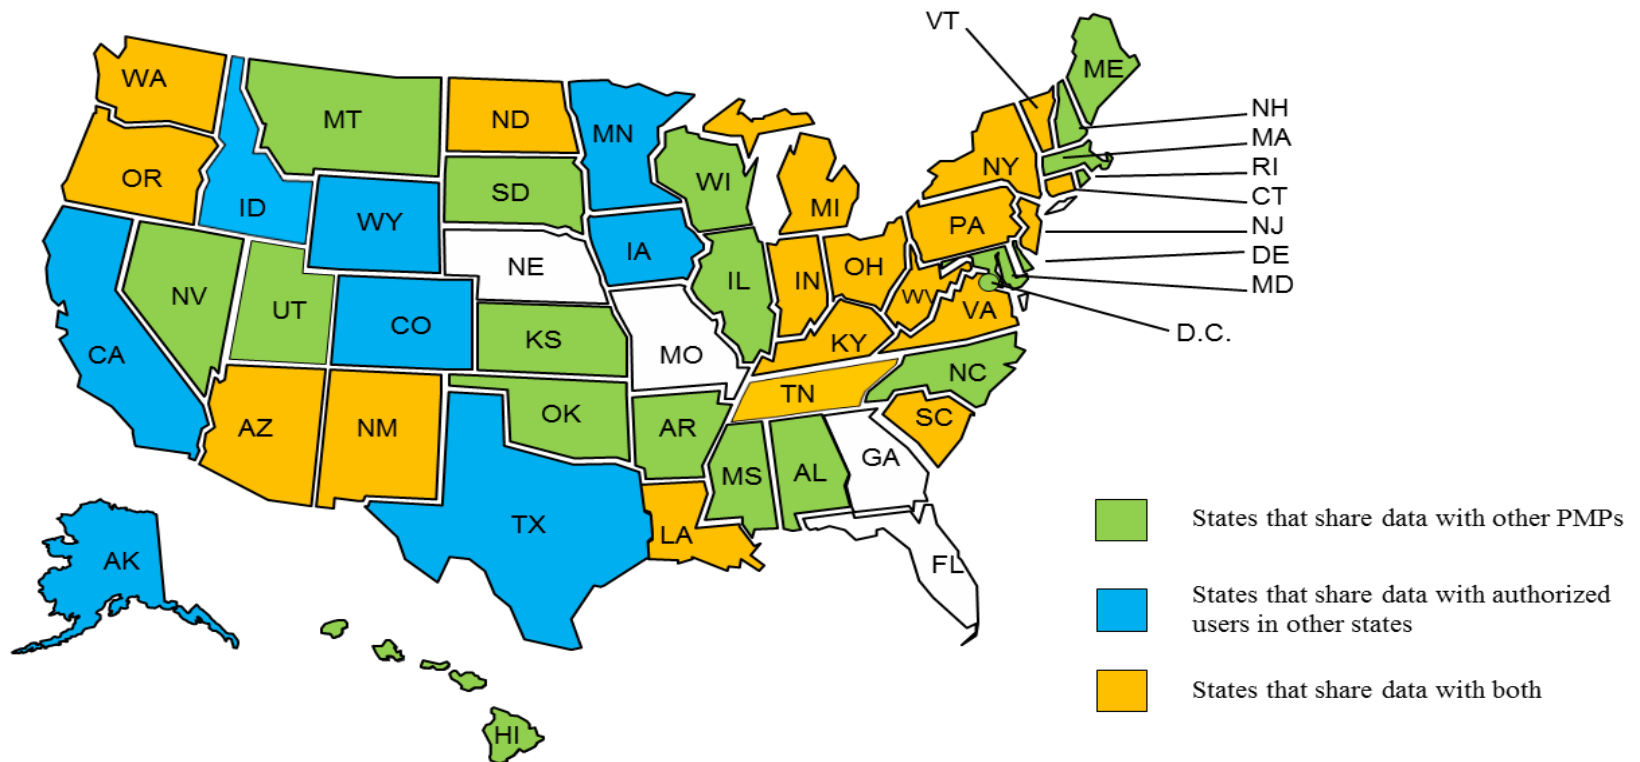 VT
ME
WA
MT
ND
MN
NH
MA
OR
SD
WI
NY
RI
CT
ID
WY
MI
PA
NJ
IA
NE
OH
DE
NV
UT
IL
IN
WV
MD
CO
KS
KY
VA
D.C.
CA
MO
NC
TN
AZ
NM
OK
AR
SC
MS
AL
GA
TX
LA
AK
FL
HI
States that share data with other PMPs
States that share data with authorized
users in other states
States that share data with both